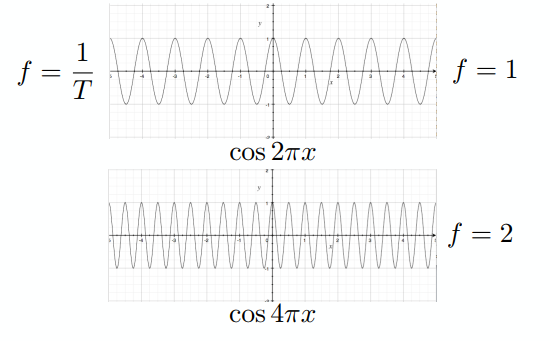 f = 1/T
f = 1
y
x
cos 2πx
f = 2
y
x
cos 4πx